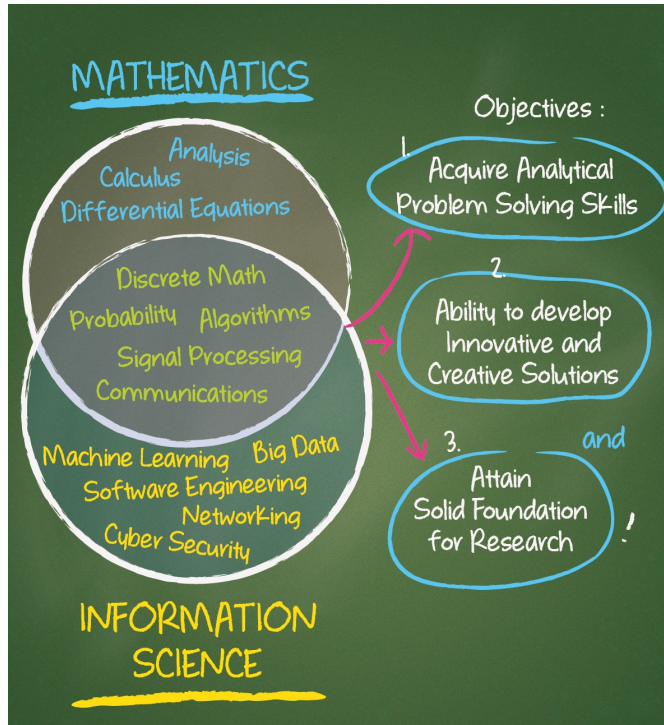 MATHEMATICS
Analysis
Calculus
Differential Equations
Discrete Math
Probability Algorithms
Signal Processing
Communications
Machine Learning Big Data
Software Engineering
Networking
Cyber Security
INFORMATION
SCIENCE
Objectives :
1.
Acquire Analytical
Problem Solving Skills
2.
Ability to develop
Innovative and
Creative Solutions
and
3.
Attain
Solid Foundation
for Research
!